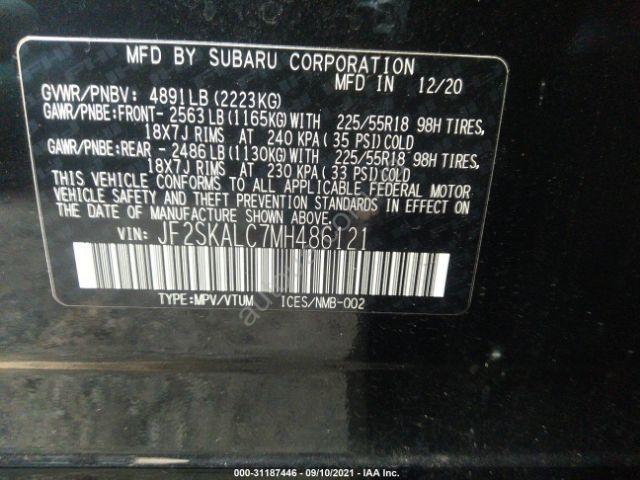 MFD BY SUBARU CORPORATION
MFD IN 12/20
GVWR/PNBV: 4891LB(2223KG)
GAWR/PNBE:FRONT- 2563LB(1165KG)WITH 225/55R18 98H TIRES,
18X7J RIMS AT 240 KPA(35 PSI)COLD
GAWR/PNBE:REAR - 2486LB(1130KG)WITH 225/55R18 98H TIRES,
18X7J RIMS AT 230 KPA(33 PSI)COLD
THIS VEHICLE CONFORMS TO ALL APPLICABLE FEDERAL MOTOR
VEHICLE SAFETY AND THEFT PREVENTION STANDARDS IN EFFECT ON
THE DATE OF MANUFACTURE SHOWN ABOVE.
VIN: JF2SKALC7MH486121
TYPE:MPV/VTUM ICES/NMB-002
000-31187446 - 09/10/2021 - IAA Inc.